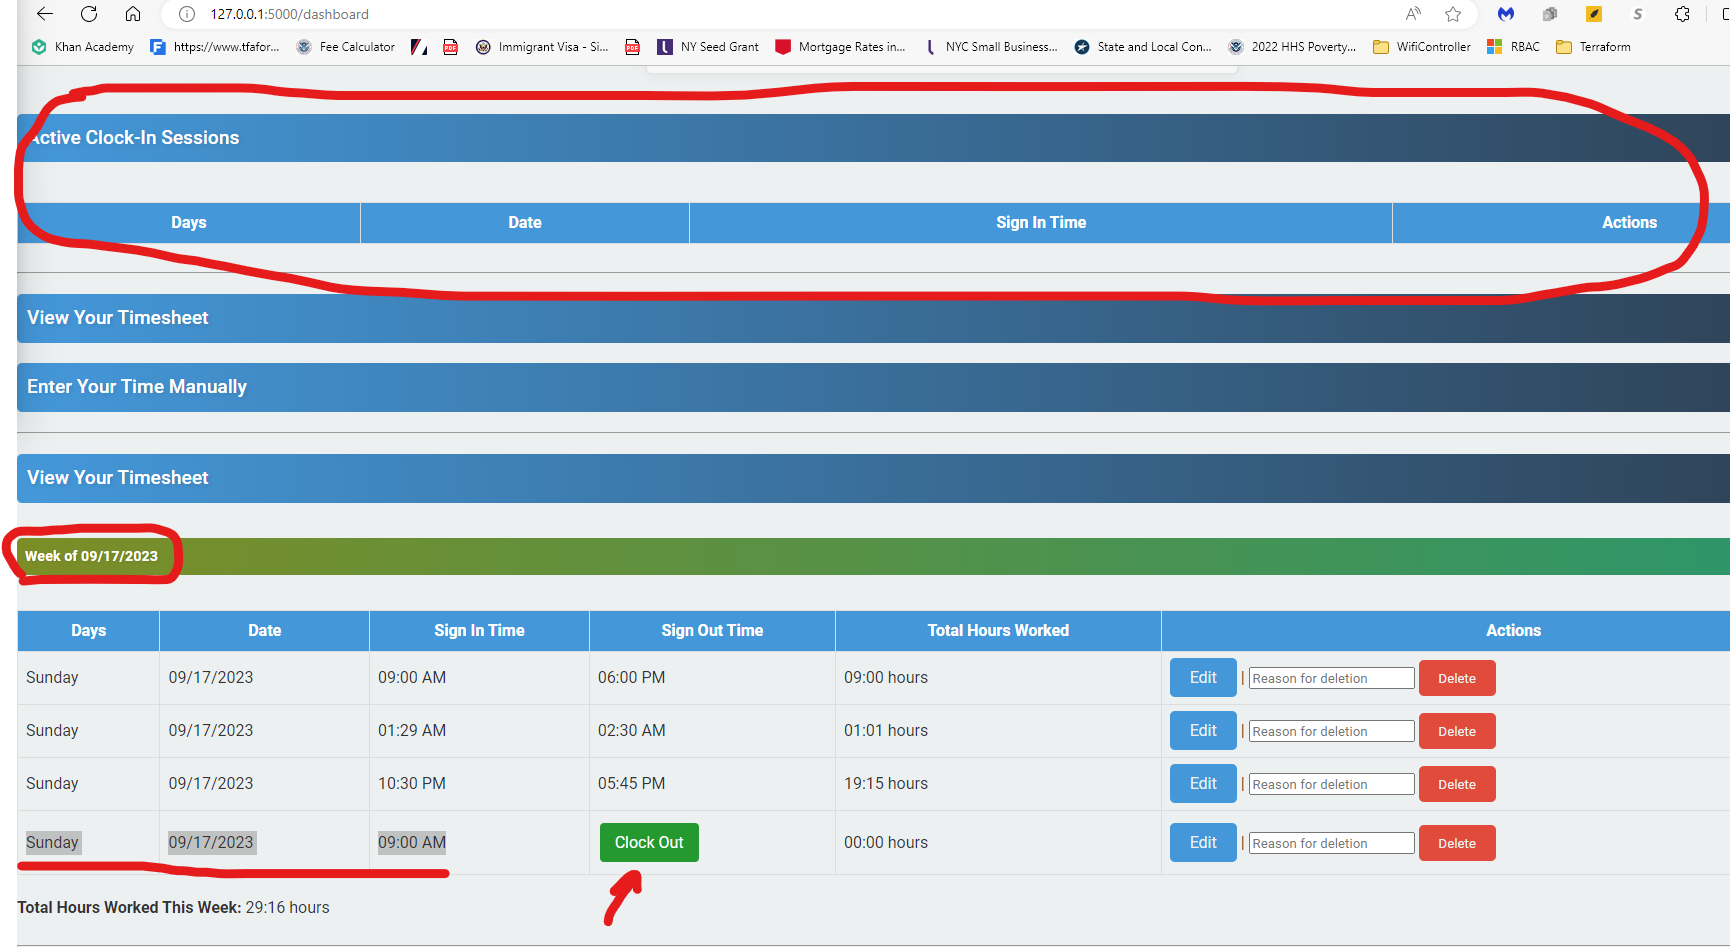 127.0.0.1:5000/dashboard
Khan Academy https://www.tfafor... Fee Calculator PDF Immigrant Visa - Si... PDF NY Seed Grant Mortgage Rates in... NYC Small Business... State and Local Con... 2022 HHS Poverty... WifiController RBAC Terraform
Active Clock-In Sessions
Days Date Sign In Time Actions
View Your Timesheet
Enter Your Time Manually
View Your Timesheet
Week of 09/17/2023
Days Date Sign In Time Sign Out Time Total Hours Worked Actions
Sunday 09/17/2023 09:00 AM 06:00 PM 09:00 hours Edit | Reason for deletion Delete
Sunday 09/17/2023 01:29 AM 02:30 AM 01:01 hours Edit | Reason for deletion Delete
Sunday 09/17/2023 10:30 PM 05:45 PM 19:15 hours Edit | Reason for deletion Delete
Sunday 09/17/2023 09:00 AM Clock Out 00:00 hours Edit | Reason for deletion Delete
Total Hours Worked This Week: 29:16 hours